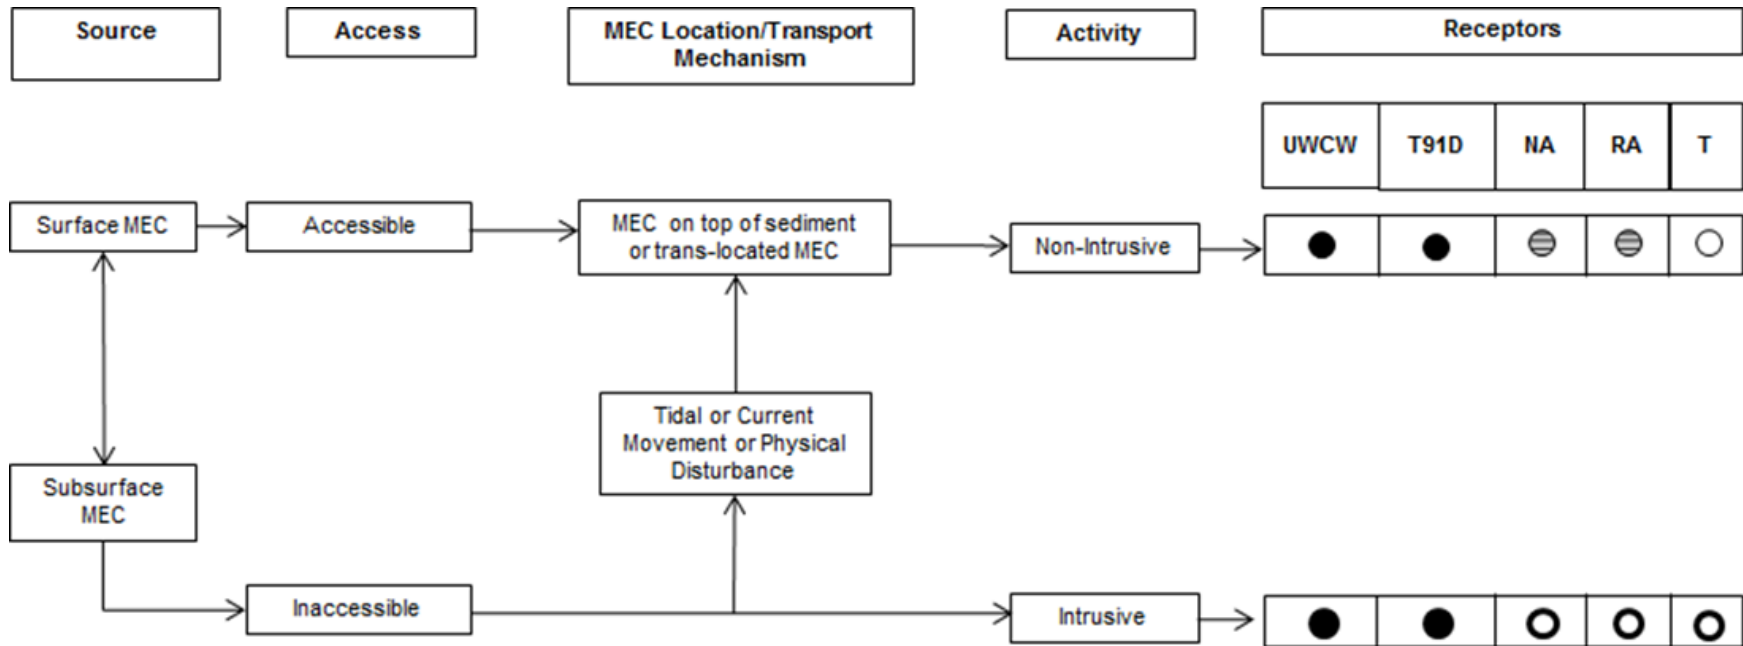 Source
Access
MEC Location/Transport
Mechanism
Activity
Receptors
UWCW
T91D
NA
RA
T
Surface MEC
Accessible
MEC on top of sediment
or trans-located MEC
Non-Intrusive
Tidal or Current
Movement or Physical
Disturbance
Subsurface
MEC
Inaccessible
Intrusive